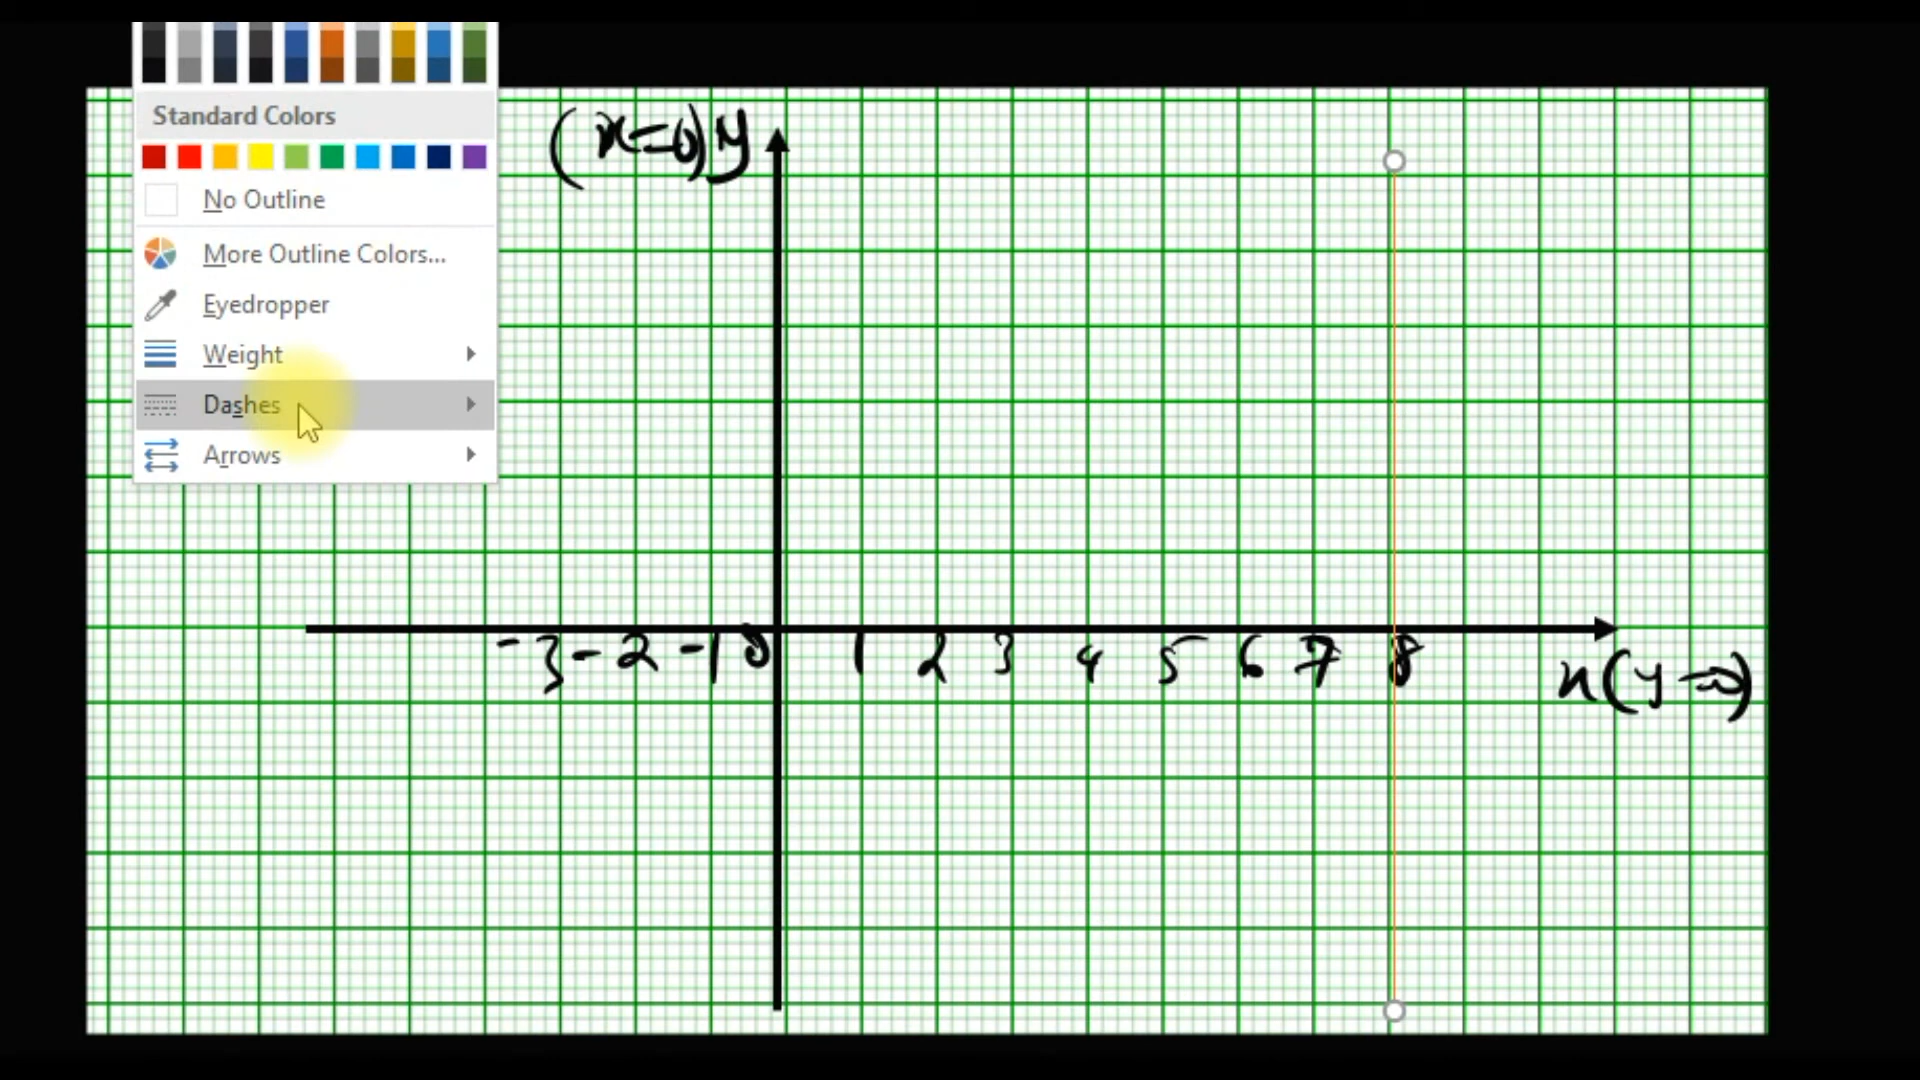 Standard Colors
No Outline
More Outline Colors...
Eyedropper
Weight
Dashes
Arrows
(x=0)y
-3 -2 -1 0 1 2 3 4 5 6 7 8
x(y=0)